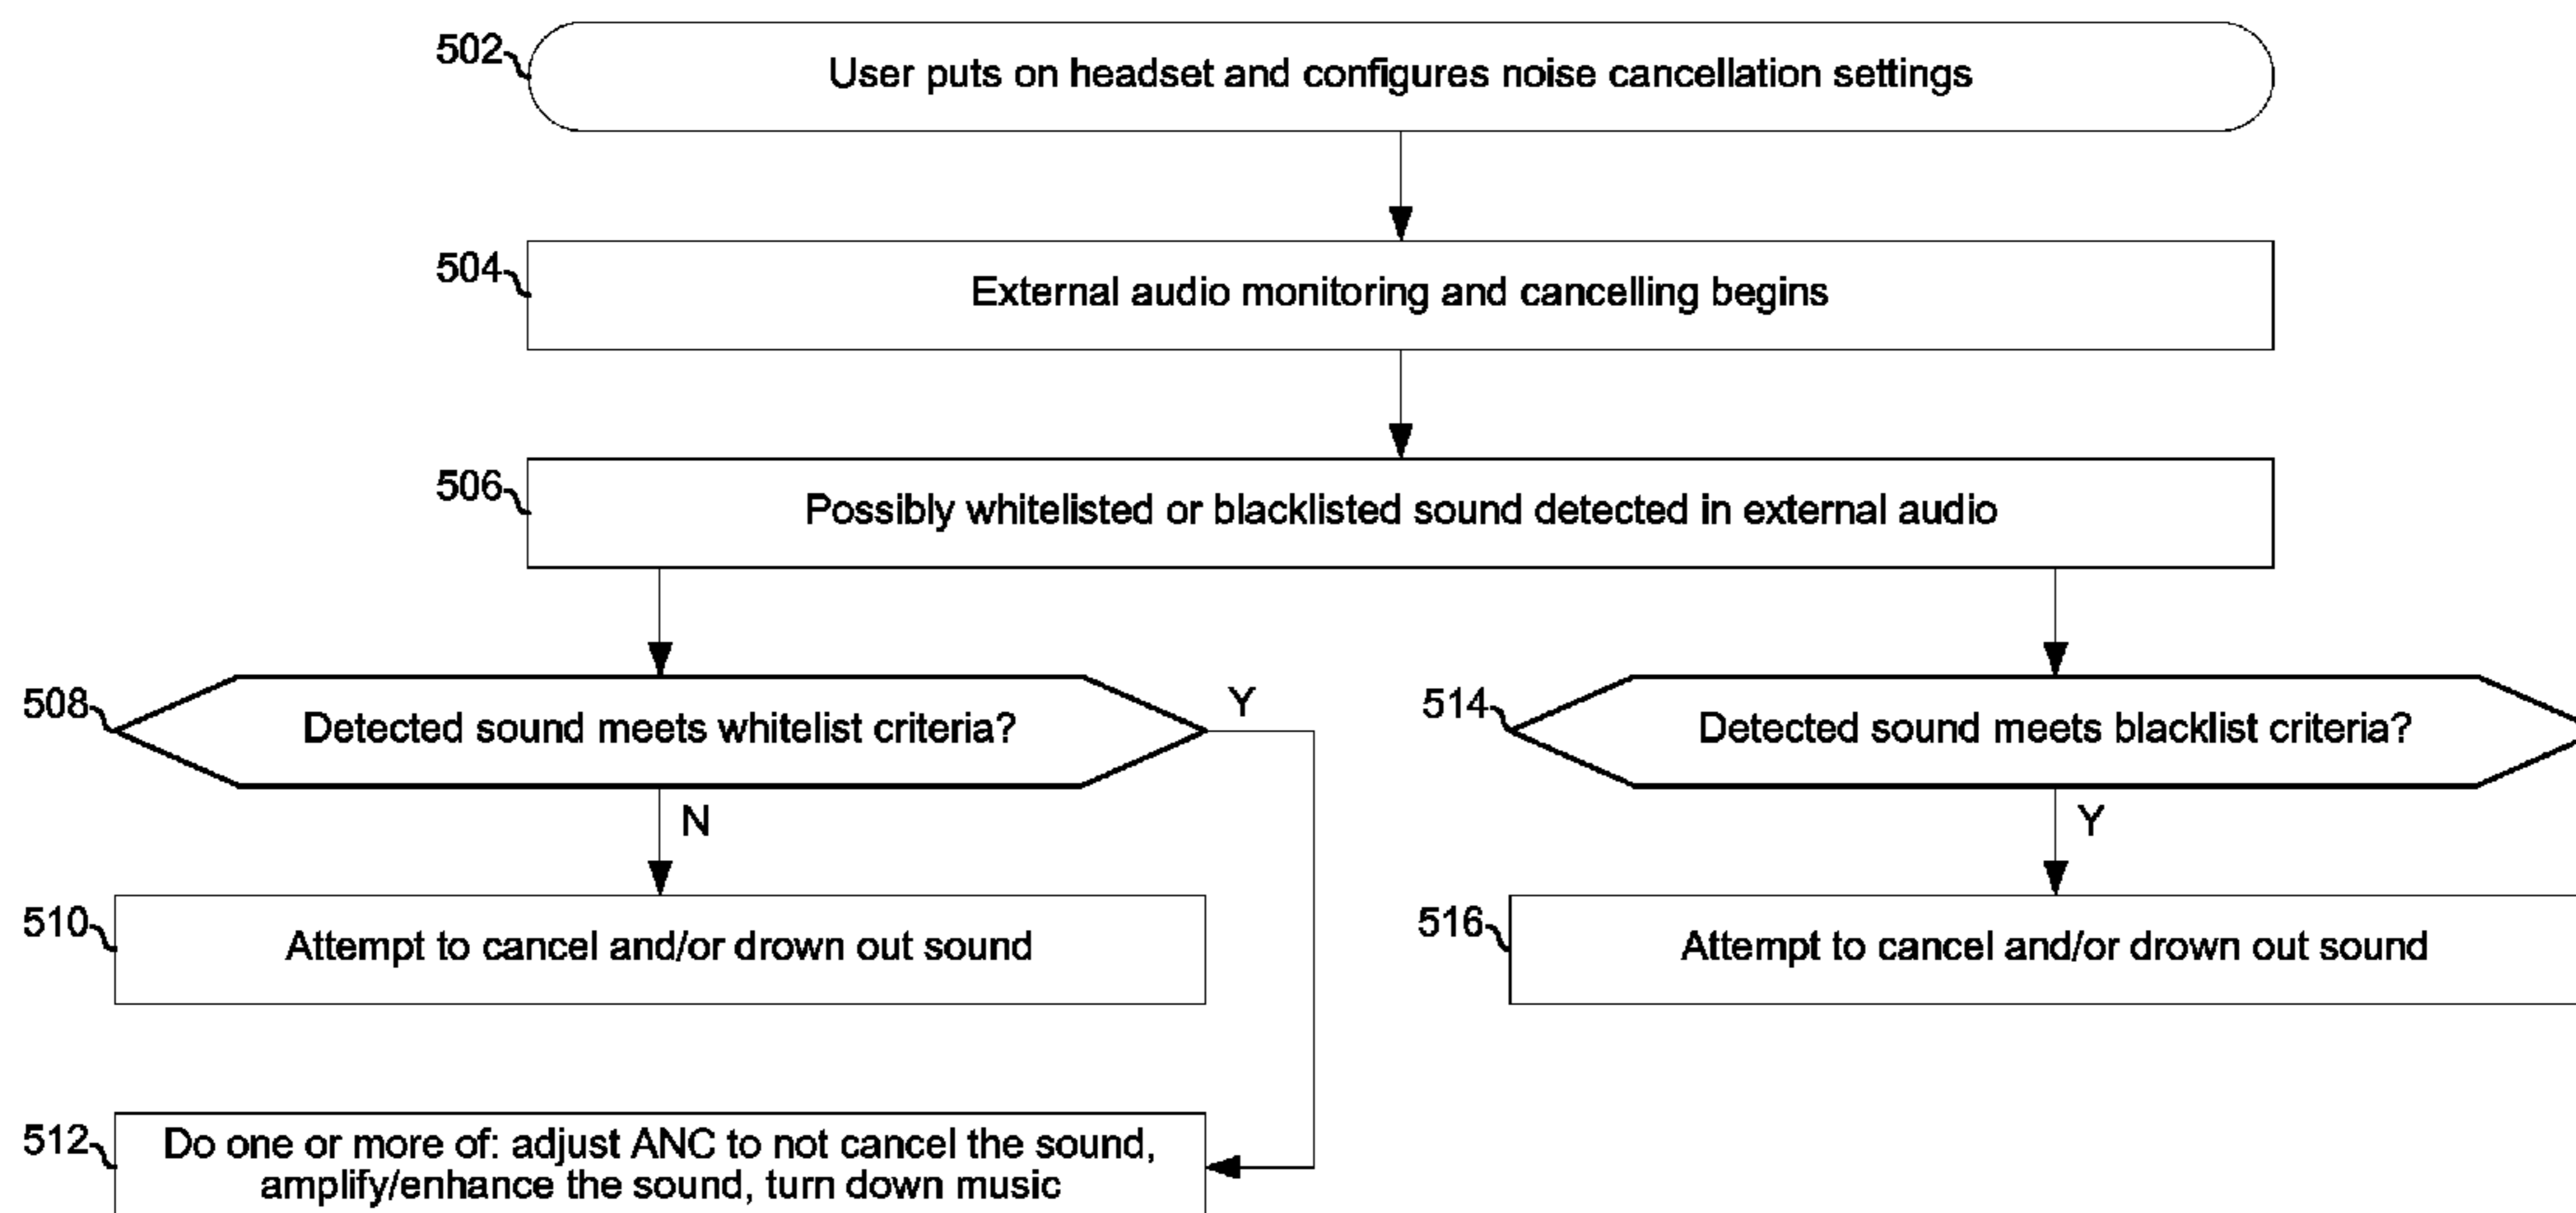 502
User puts on headset and configures noise cancellation settings
504
External audio monitoring and cancelling begins
506
Possibly whitelisted or blacklisted sound detected in external audio
508
Detected sound meets whitelist criteria?
Y
514
Detected sound meets blacklist criteria?
N
Y
510
Attempt to cancel and/or drown out sound
516
Attempt to cancel and/or drown out sound
512
Do one or more of: adjust ANC to not cancel the sound,
amplify/enhance the sound, turn down music